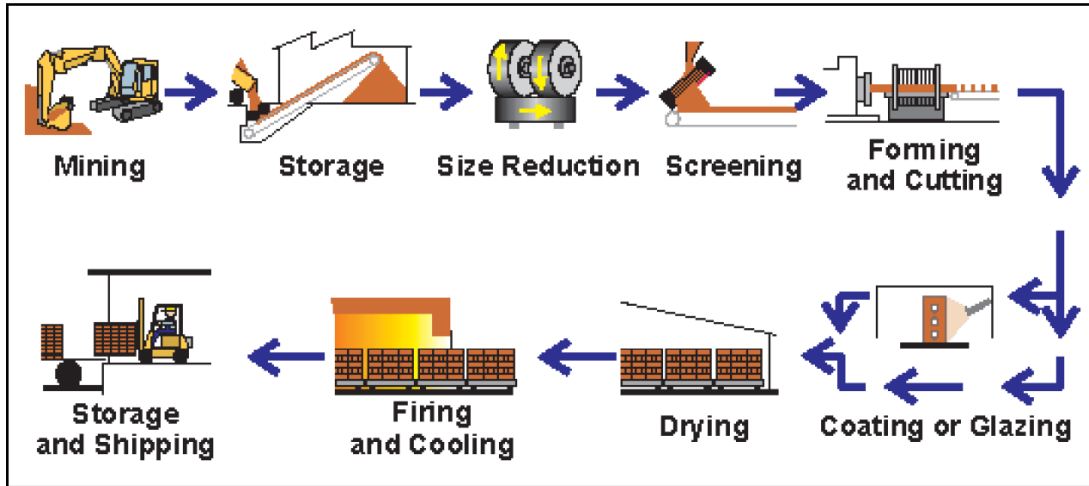 Mining
Storage
Size Reduction
Screening
Forming
and Cutting
Storage
and Shipping
Firing
and Cooling
Drying
Coating or Glazing